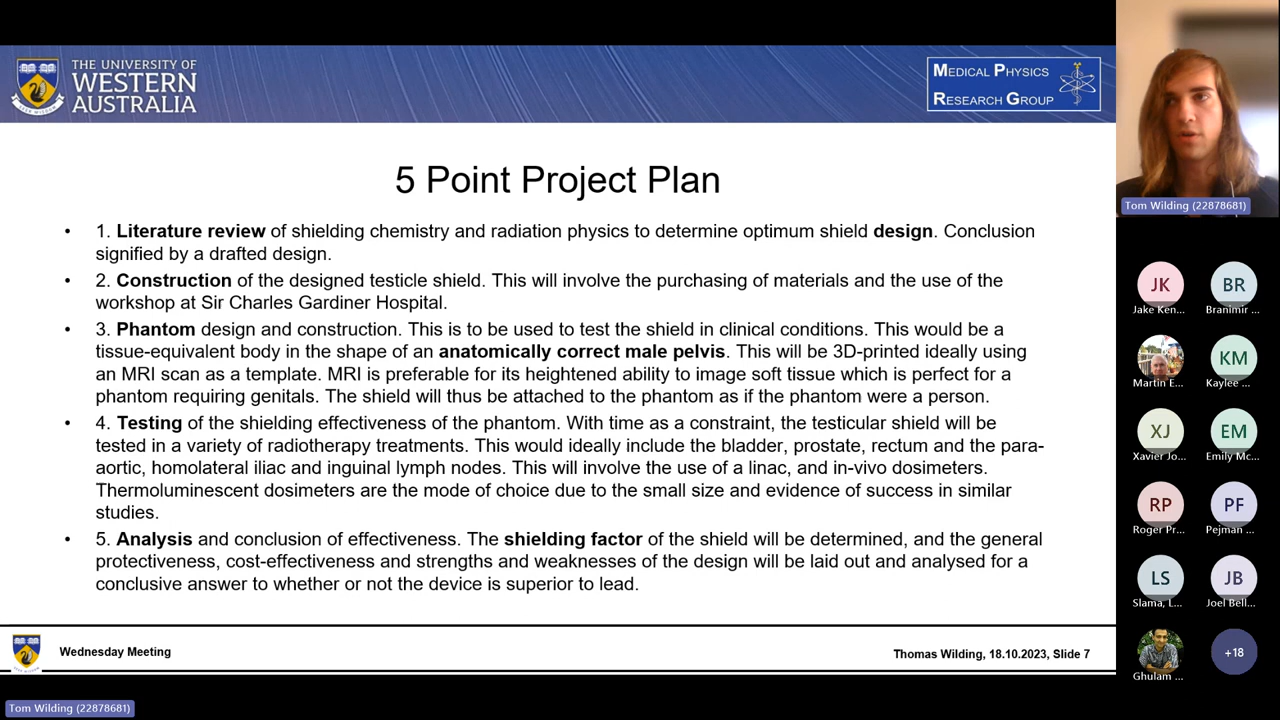 THE UNIVERSITY OF
WESTERN
AUSTRALIA
MEDICAL PHYSICS
RESEARCH GROUP
5 Point Project Plan
• 1. Literature review of shielding chemistry and radiation physics to determine optimum shield design. Conclusion
signified by a drafted design.
• 2. Construction of the designed testicle shield. This will involve the purchasing of materials and the use of the
workshop at Sir Charles Gardiner Hospital.
• 3. Phantom design and construction. This is to be used to test the shield in clinical conditions. This would be a
tissue-equivalent body in the shape of an anatomically correct male pelvis. This will be 3D-printed ideally using
an MRI scan as a template. MRI is preferable for its heightened ability to image soft tissue which is perfect for a
phantom requiring genitals. The shield will thus be attached to the phantom as if the phantom were a person.
• 4. Testing of the shielding effectiveness of the phantom. With time as a constraint, the testicular shield will be
tested in a variety of radiotherapy treatments. This would ideally include the bladder, prostate, rectum and the para-
aortic, homolateral iliac and inguinal lymph nodes. This will involve the use of a linac, and in-vivo dosimeters.
Thermoluminescent dosimeters are the mode of choice due to the small size and evidence of success in similar
studies.
• 5. Analysis and conclusion of effectiveness. The shielding factor of the shield will be determined, and the general
protectiveness, cost-effectiveness and strengths and weaknesses of the design will be laid out and analysed for a
conclusive answer to whether or not the device is superior to lead.
Wednesday Meeting
Thomas Wilding, 18.10.2023, Slide 7
Tom Wilding (22878681)
Tom Wilding (22878681)
JK
Jake Ken...
BR
Branimir ...
Martin E...
KM
Kaylee ...
XJ
Xavier Jo...
EM
Emily Mc...
RP
Roger Pr...
PF
Pejman ...
LS
Slama, L...
JB
Joel Bell...
Ghulam ...
+18